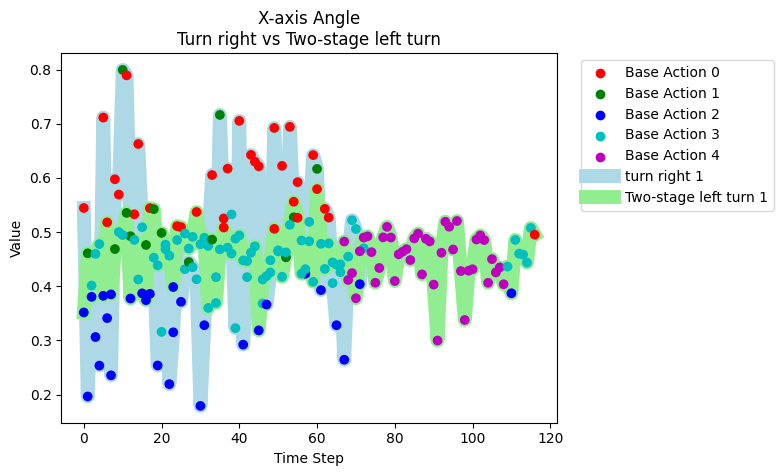 X-axis Angle
Turn right vs Two-stage left turn
Value
0.8
0.7
0.6
0.5
0.4
0.3
0.2
0
20
40
60
80
100
120
Time Step
Base Action 0
Base Action 1
Base Action 2
Base Action 3
Base Action 4
turn right 1
Two-stage left turn 1